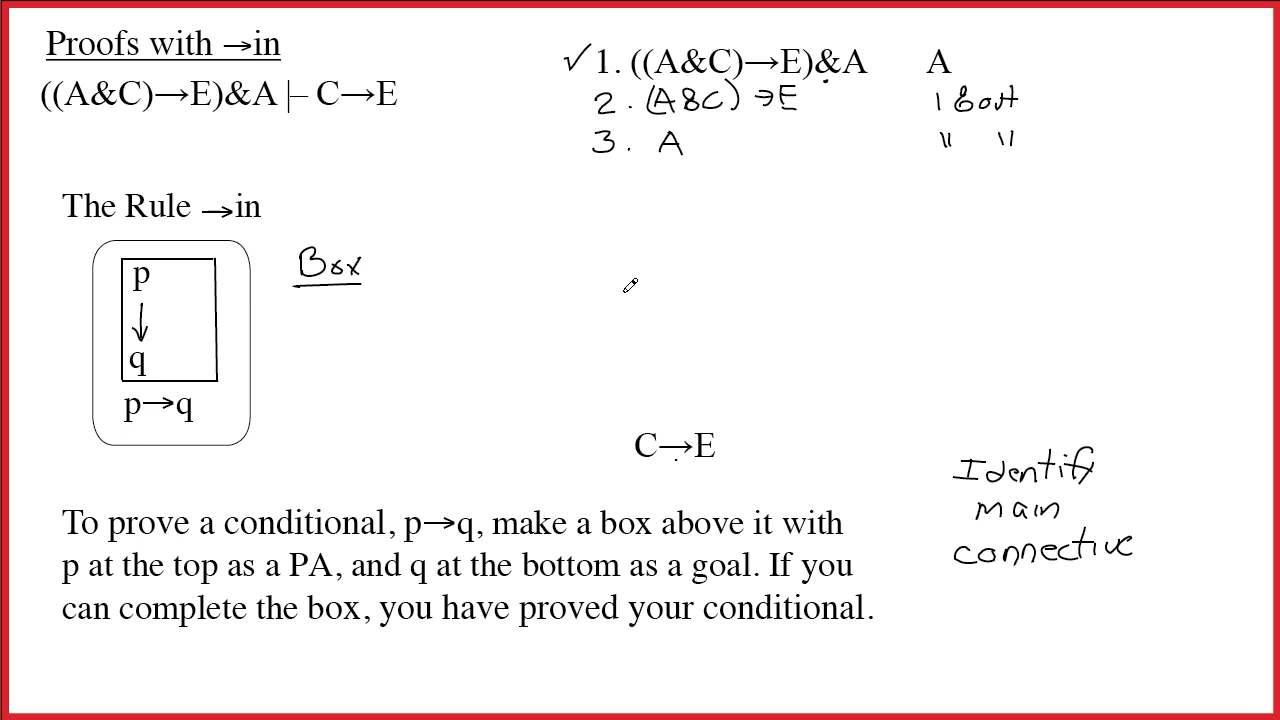 Proofs with →in
((A&C)→E)&A |– C→E
✓ 1. ((A&C)→E)&A A
2. (A&C)→E 1 &out
3. A " "
The Rule →in
Box
p
↓
q
p→q
C→E
Identify
main
connective
To prove a conditional, p→q, make a box above it with
p at the top as a PA, and q at the bottom as a goal. If you
can complete the box, you have proved your conditional.